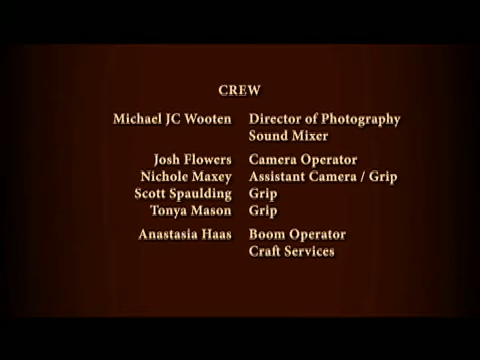 CREW
Michael JC Wooten Director of Photography
Sound Mixer
Josh Flowers Camera Operator
Nichole Maxey Assistant Camera / Grip
Scott Spaulding Grip
Tonya Mason Grip
Anastasia Haas Boom Operator
Craft Services